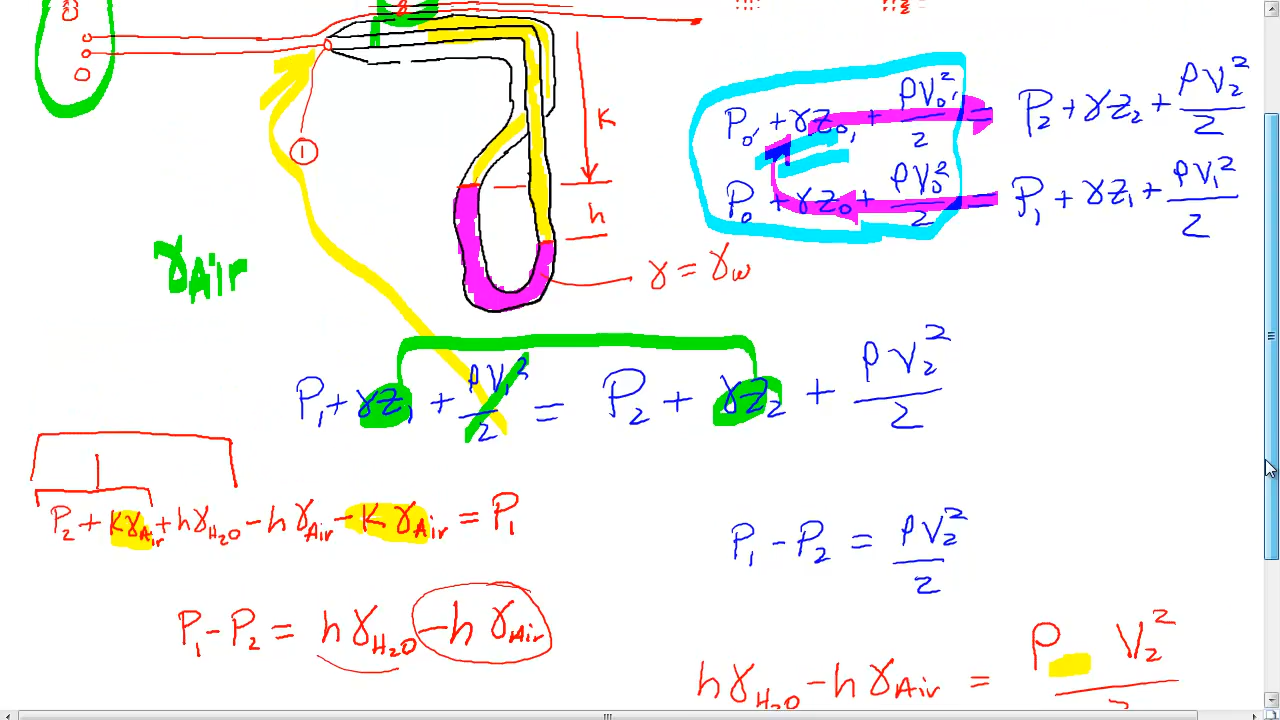 K
P₀' + γz₀' + ρV₀'²/2 = P₂ + γz₂ + ρV₂²/2
①
P₀ + γz₀ + ρV₀²/2 = P₁ + γz₁ + ρV₁²/2
h
γAir
γ = γw
P₁ + γz₁ + ρV₁²/2 = P₂ + γz₂ + ρV₂²/2
P₂ + KγAir + hγH₂O - hγAir - KγAir = P₁
P₁ - P₂ = ρV₂²/2
P₁ - P₂ = hγH₂O - hγAir
hγH₂O - hγAir = ρ V₂²